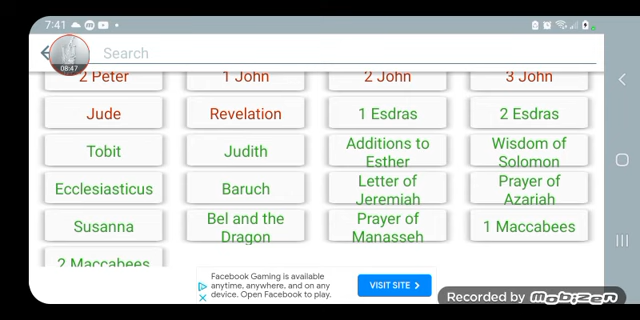 7:41
Search
08:47
2 Peter 1 John 2 John 3 John
Jude Revelation 1 Esdras 2 Esdras
Tobit Judith Additions to Esther Wisdom of Solomon
Ecclesiasticus Baruch Letter of Jeremiah Prayer of Azariah
Susanna Bel and the Dragon Prayer of Manasseh 1 Maccabees
2 Maccabees
Facebook Gaming is available
anytime, anywhere, and on any
device. Open Facebook to play.
VISIT SITE
Recorded by Mobizen